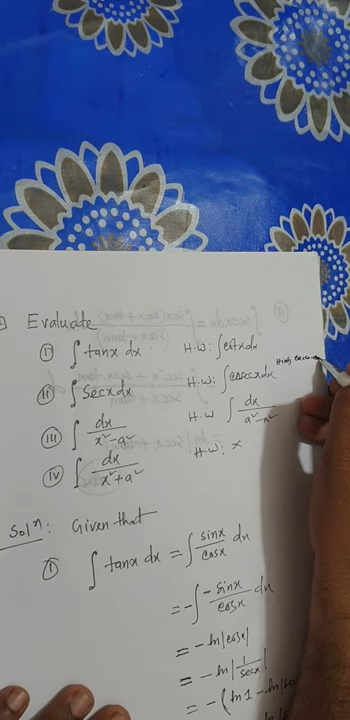 Evaluate
(i) ∫ tanx dx H.W: ∫ cotx dx
(ii) ∫ secx dx H.W: ∫ cosecx dx
(iii) ∫ dx/(x²-a²) H.W ∫ dx/(a²-x²)
(iv) ∫ dx/(x²+a²) H.W: x
Solⁿ: Given that
(i) ∫ tanx dx = ∫ sinx/cosx dx
= -∫ -sinx/cosx dx
= -ln|cosx|
= -ln|1/secx|
= -(ln1 - ln|sec